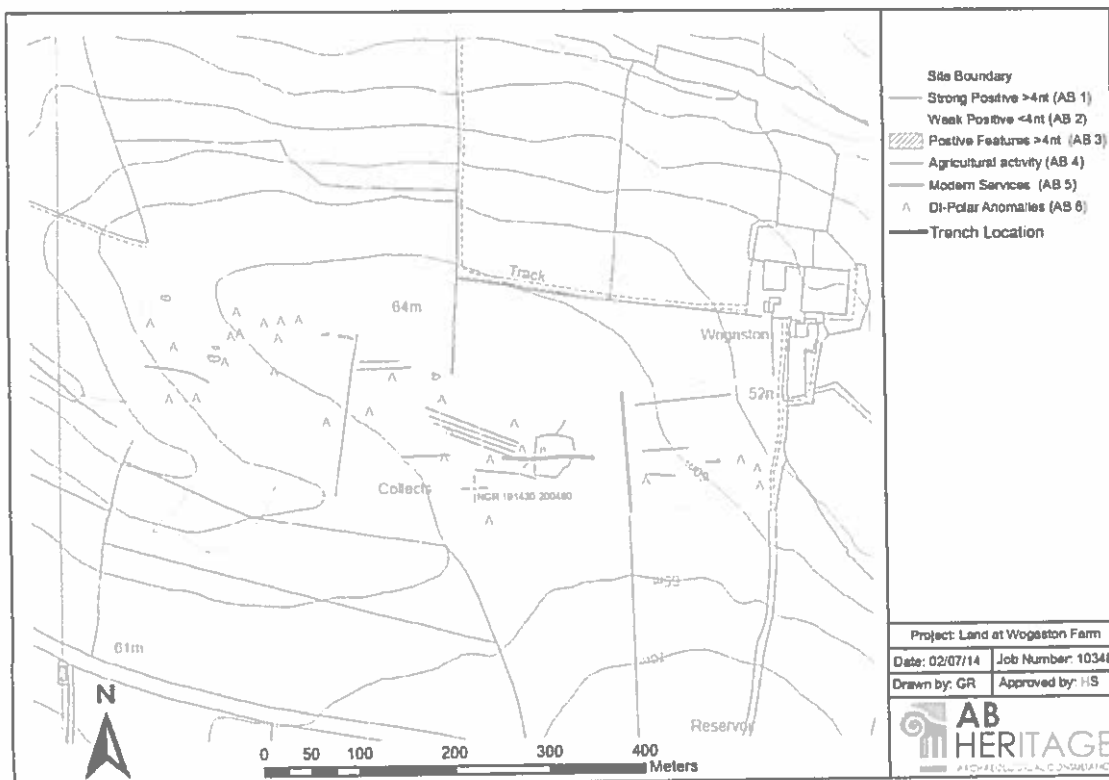 Site Boundary
Strong Positive >4nt (AB 1)
Weak Positive <4nt (AB 2)
Postive Features >4nt (AB 3)
Agricultural activity (AB 4)
Modern Services (AB 5)
Di-Polar Anomalies (AB 6)
Trench Location
Track
64m
Wogaston
52m
Collects
NGR 191430 200480
61m
Reservoir
N
0 50 100 200 300 400
Meters
Project: Land at Wogaston Farm
Date: 02/07/14
Job Number: 10348
Drawn by: GR
Approved by: HS
AB
HERITAGE
ARCHAEOLOGICAL CONSULTANCY